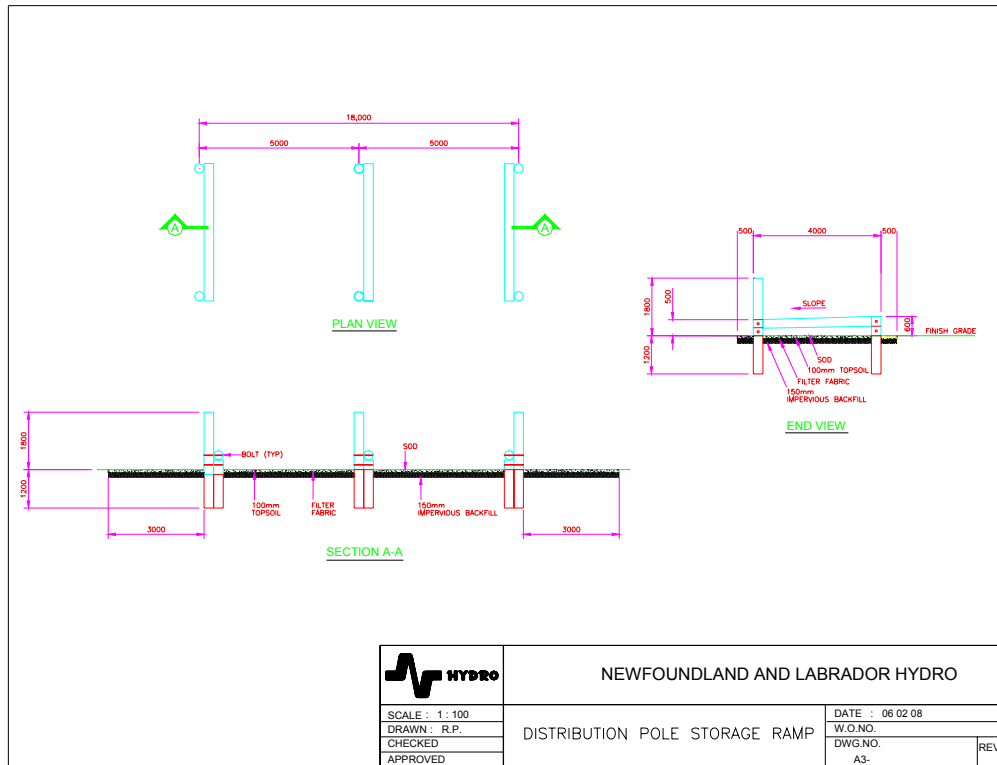 18,000
5000
5000
A
A
PLAN VIEW
500
4000
500
1800
500
SLOPE
600
FINISH GRADE
1200
SOD
100mm TOPSOIL
FILTER FABRIC
150mm
IMPERVIOUS BACKFILL
END VIEW
1800
BOLT (TYP)
SOD
1200
100mm
TOPSOIL
FILTER
FABRIC
150mm
IMPERVIOUS BACKFILL
3000
3000
SECTION A-A
HYDRO
NEWFOUNDLAND AND LABRADOR HYDRO
SCALE : 1 : 100
DRAWN : R.P.
CHECKED
APPROVED
DISTRIBUTION POLE STORAGE RAMP
DATE : 06 02 08
W.O.NO.
DWG.NO.
A3-
REV